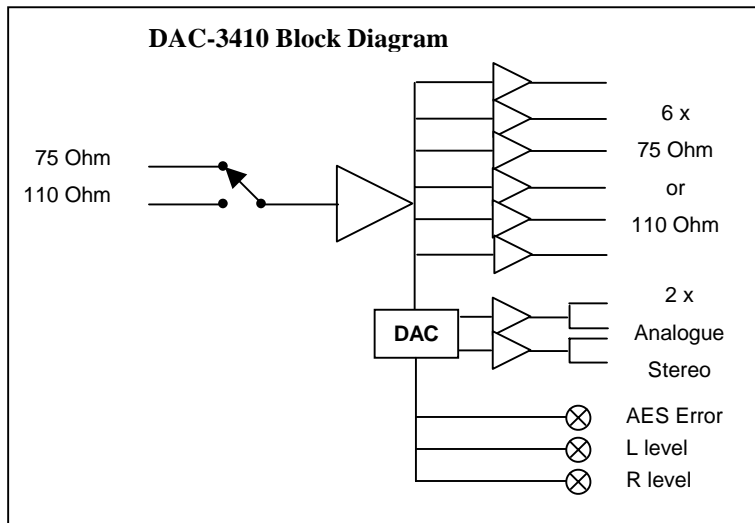 DAC-3410 Block Diagram
75 Ohm
110 Ohm
6 x
75 Ohm
or
110 Ohm
DAC
2 x
Analogue
Stereo
AES Error
L level
R level